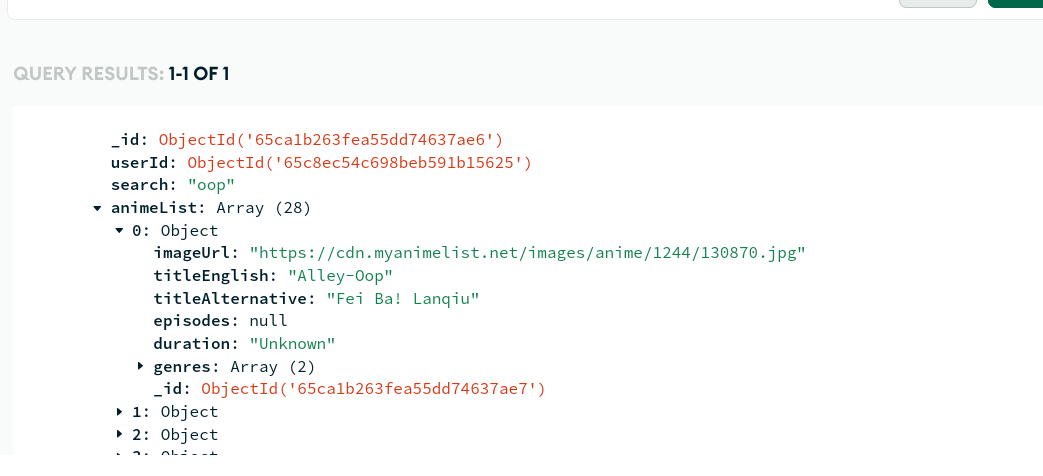 QUERY RESULTS: 1-1 OF 1
_id: ObjectId('65ca1b263fea55dd74637ae6')
userId: ObjectId('65c8ec54c698beb591b15625')
search: "oop"
animeList: Array (28)
0: Object
imageUrl: "https://cdn.myanimelist.net/images/anime/1244/130870.jpg"
titleEnglish: "Alley-Oop"
titleAlternative: "Fei Ba! Lanqiu"
episodes: null
duration: "Unknown"
genres: Array (2)
_id: ObjectId('65ca1b263fea55dd74637ae7')
1: Object
2: Object
3: Object